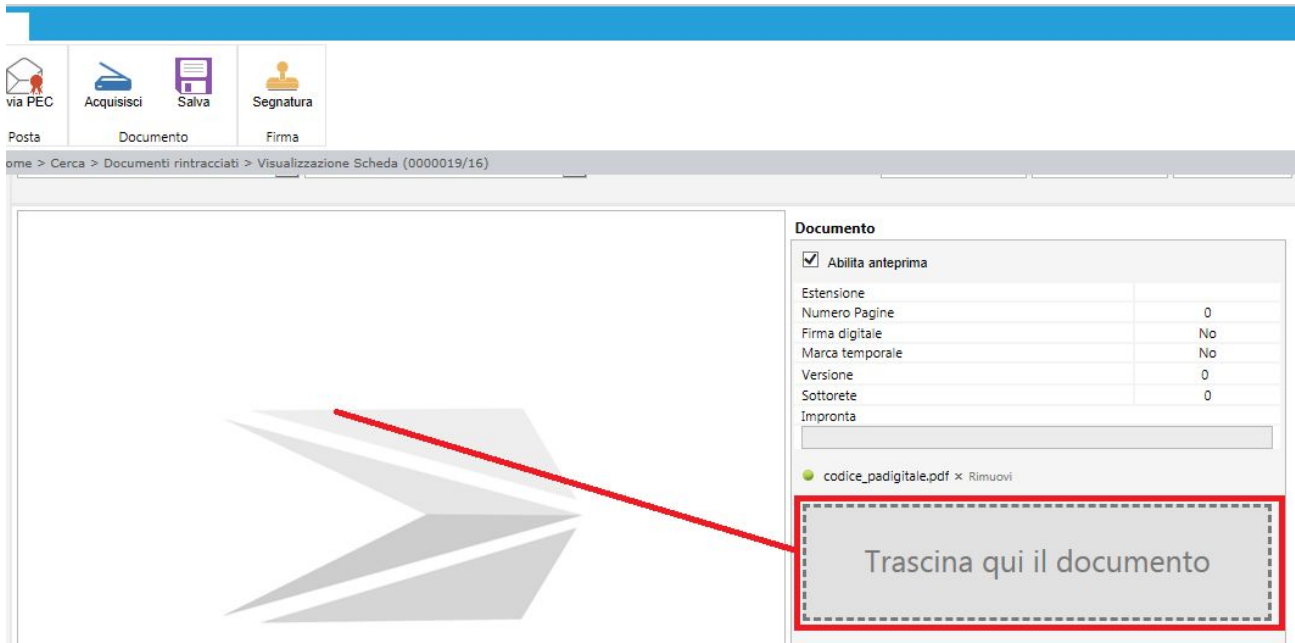 via PEC
Acquisisci
Salva
Segnatura
Posta
Documento
Firma
ome > Cerca > Documenti rintracciati > Visualizzazione Scheda (0000019/16)
Documento
Abilita anteprima
Estensione
Numero Pagine 0
Firma digitale No
Marca temporale No
Versione 0
Sottorete 0
Impronta
codice_padigitale.pdf × Rimuovi
Trascina qui il documento